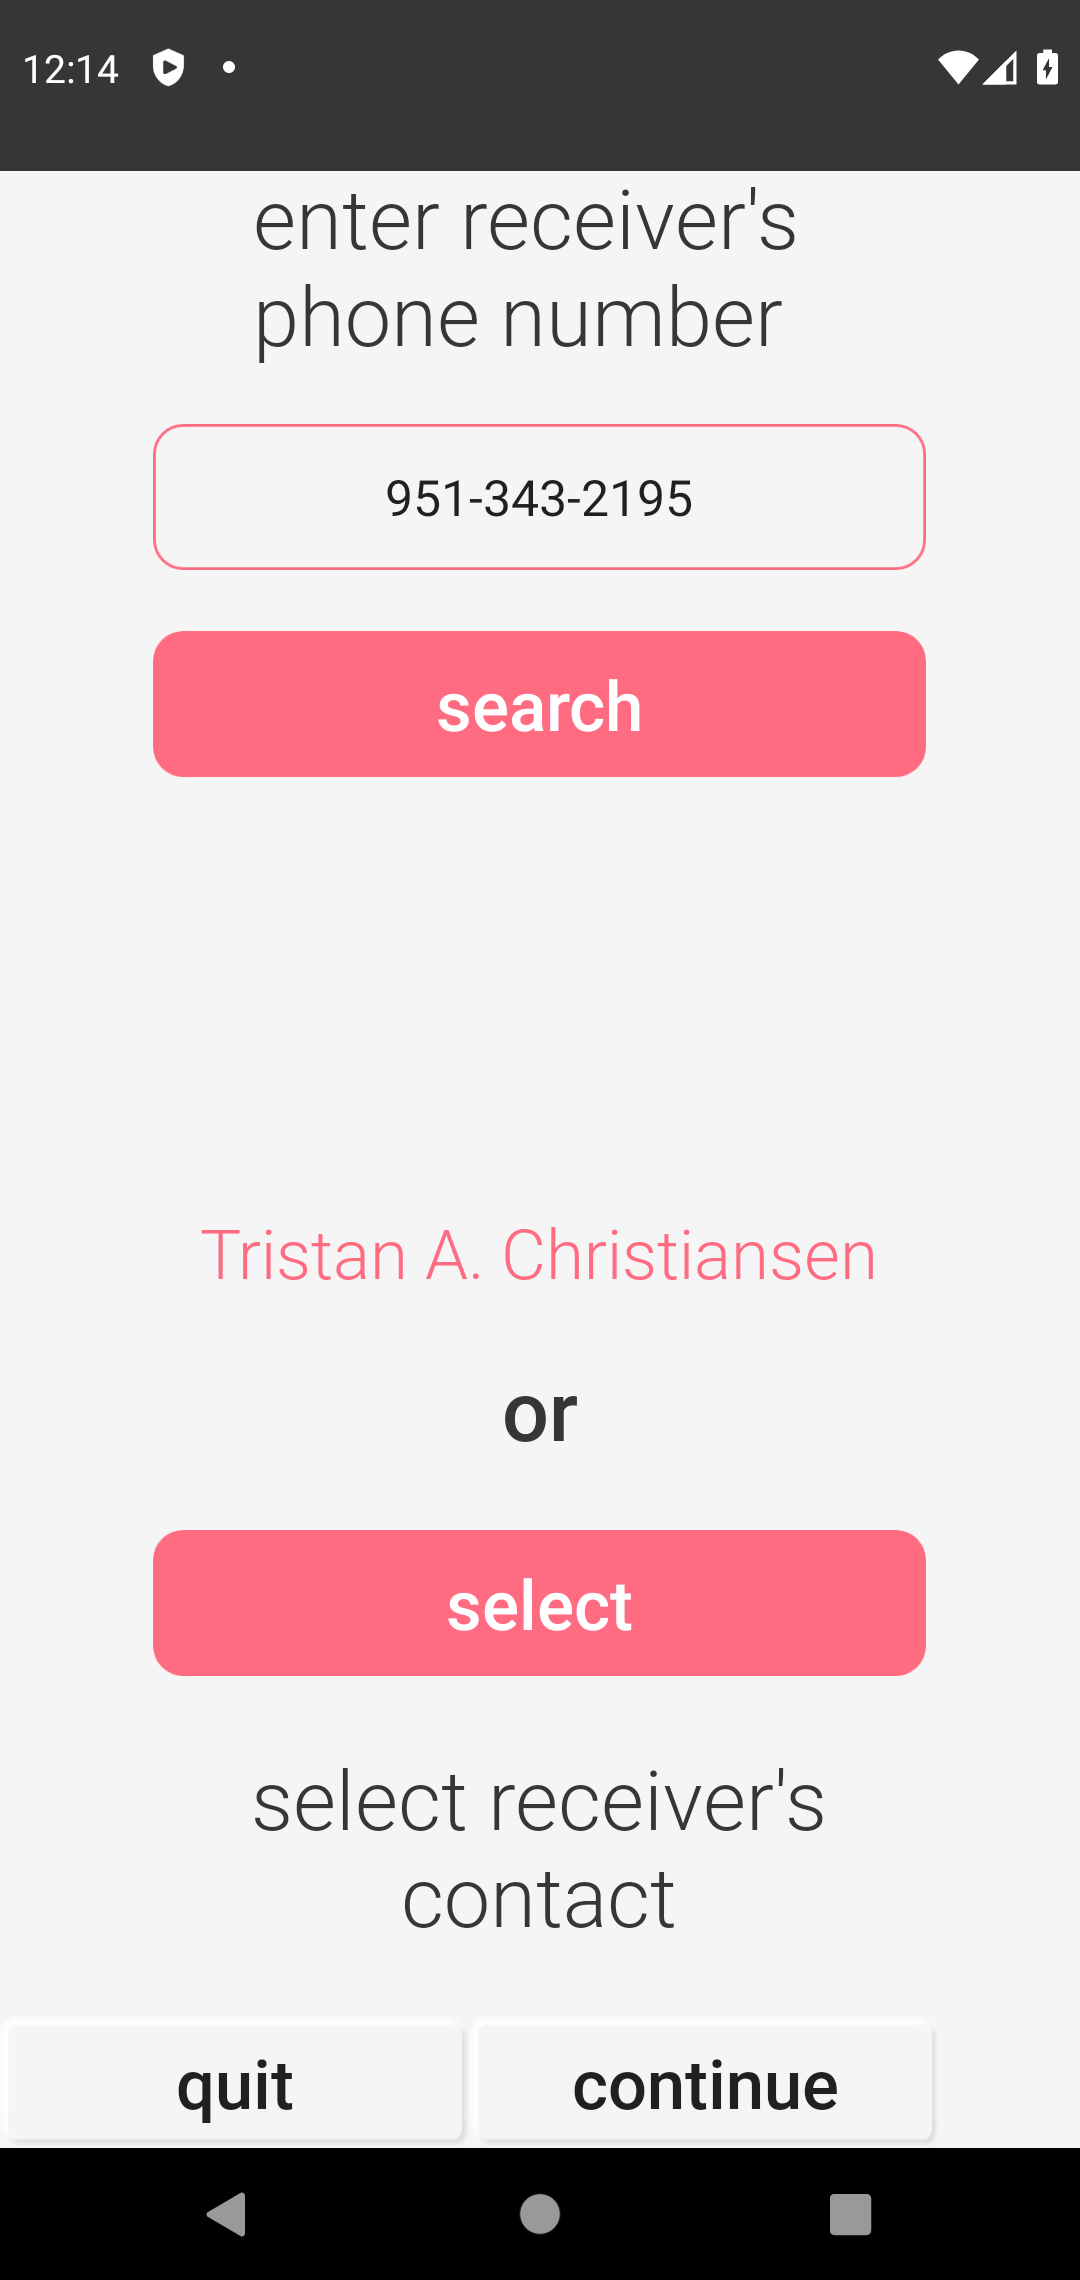 12:14
enter receiver's
phone number
951-343-2195
search
Tristan A. Christiansen
or
select
select receiver's
contact
quit
continue